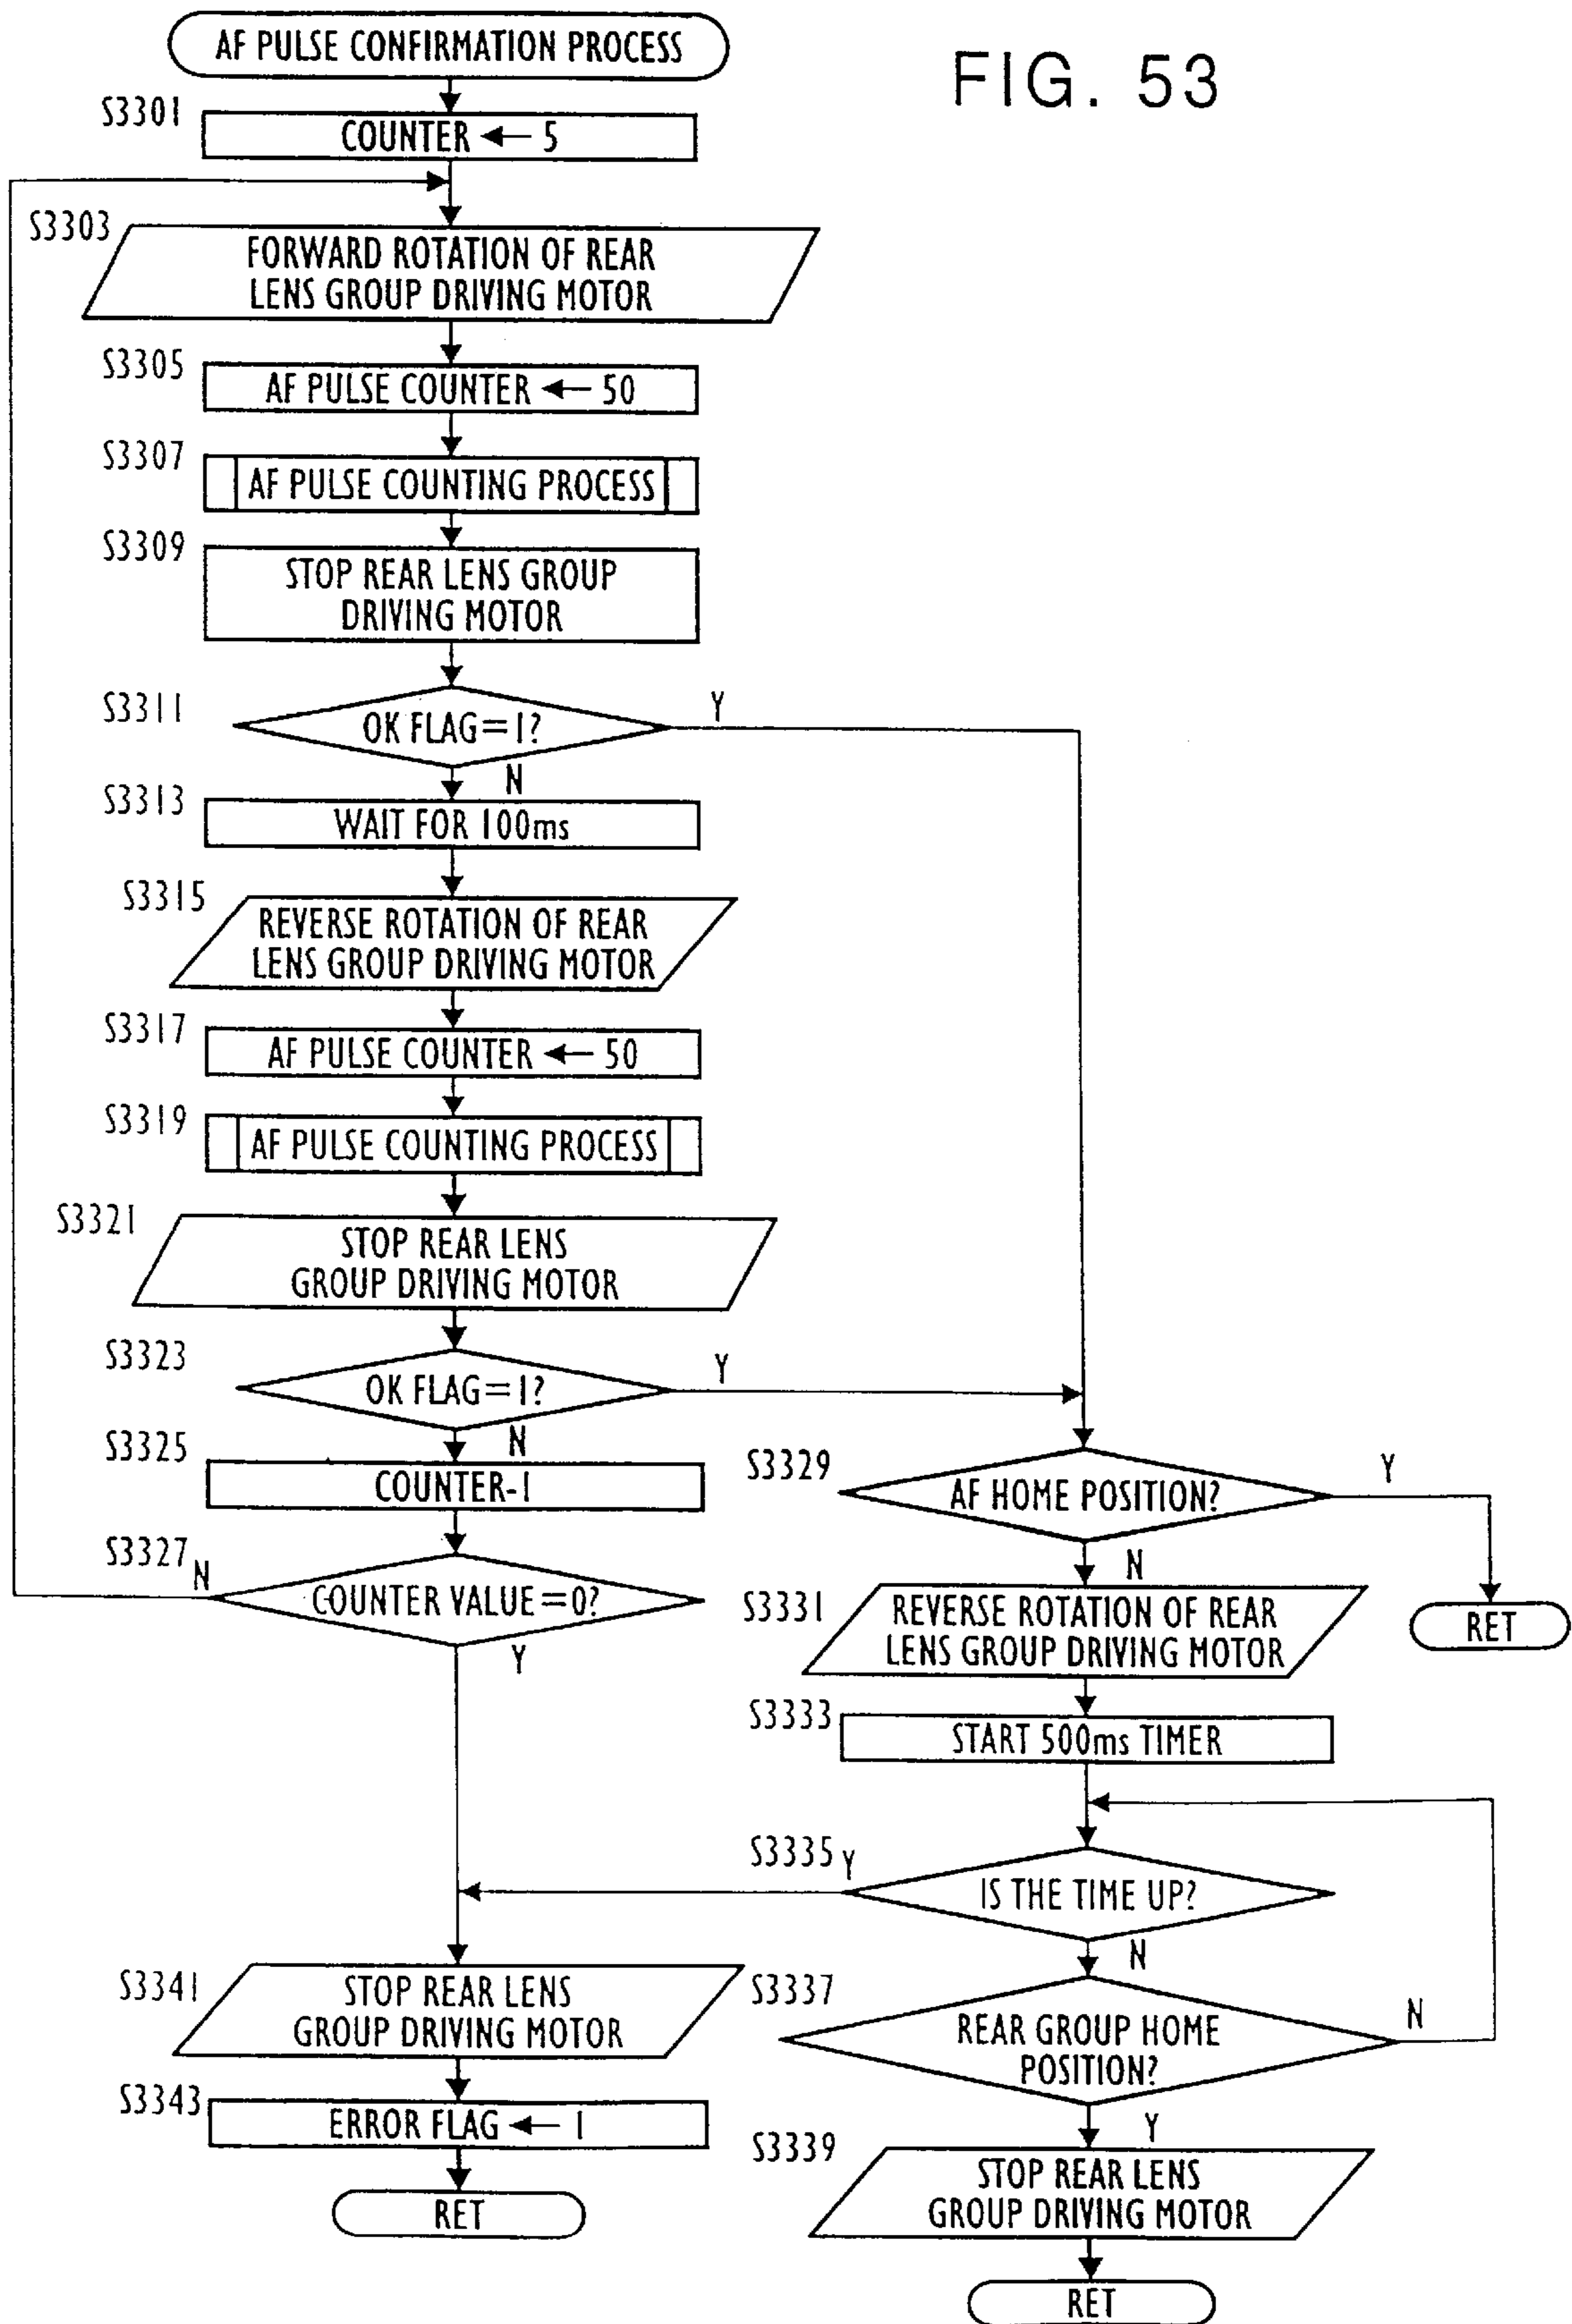 AF PULSE CONFIRMATION PROCESS
FIG. 53
S3301
COUNTER ← 5
S3303
FORWARD ROTATION OF REAR
LENS GROUP DRIVING MOTOR
S3305
AF PULSE COUNTER ← 50
S3307
AF PULSE COUNTING PROCESS
S3309
STOP REAR LENS GROUP
DRIVING MOTOR
S3311
OK FLAG=1?
Y
N
S3313
WAIT FOR 100ms
S3315
REVERSE ROTATION OF REAR
LENS GROUP DRIVING MOTOR
S3317
AF PULSE COUNTER ← 50
S3319
AF PULSE COUNTING PROCESS
S3321
STOP REAR LENS
GROUP DRIVING MOTOR
S3323
OK FLAG=1?
Y
N
S3325
COUNTER-1
S3327
N
COUNTER VALUE=0?
Y
S3329
AF HOME POSITION?
Y
N
RET
S3331
REVERSE ROTATION OF REAR
LENS GROUP DRIVING MOTOR
S3333
START 500ms TIMER
S3335
Y
IS THE TIME UP?
N
S3337
REAR GROUP HOME
POSITION?
N
Y
S3339
STOP REAR LENS
GROUP DRIVING MOTOR
RET
S3341
STOP REAR LENS
GROUP DRIVING MOTOR
S3343
ERROR FLAG ← 1
RET